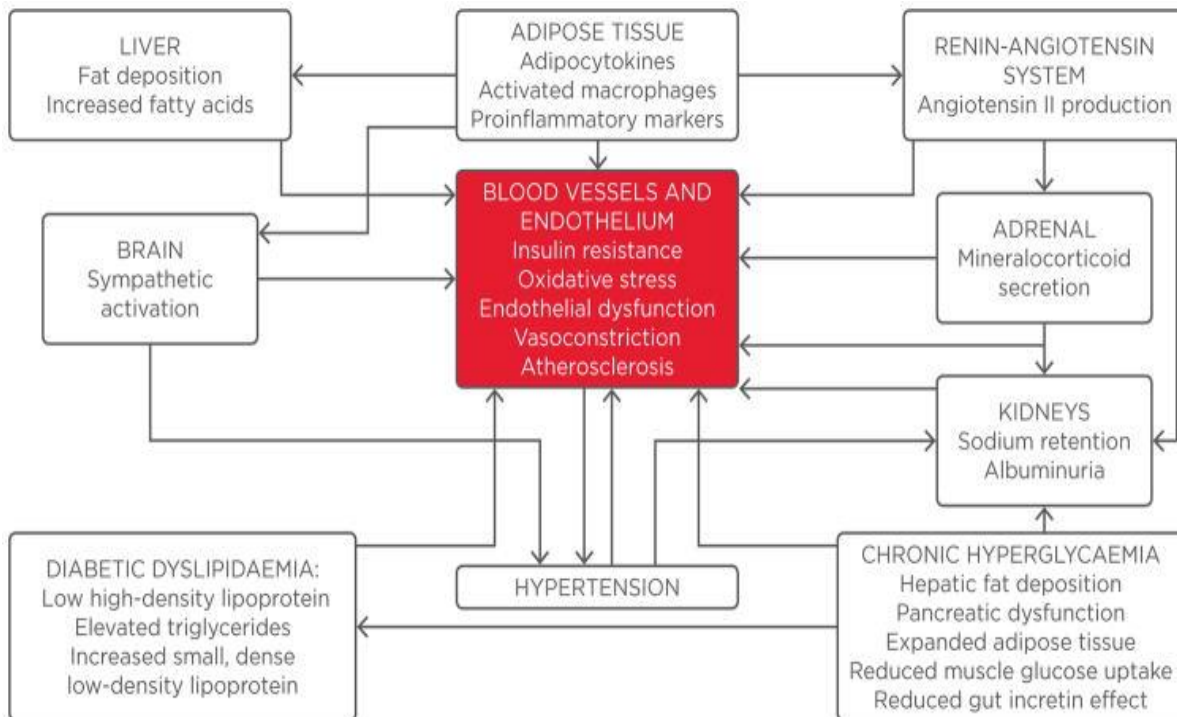 LIVER
Fat deposition
Increased fatty acids
ADIPOSE TISSUE
Adipocytokines
Activated macrophages
Proinflammatory markers
RENIN-ANGIOTENSIN
SYSTEM
Angiotensin II production
BRAIN
Sympathetic
activation
BLOOD VESSELS AND
ENDOTHELIUM
Insulin resistance
Oxidative stress
Endothelial dysfunction
Vasoconstriction
Atherosclerosis
ADRENAL
Mineralocorticoid
secretion
KIDNEYS
Sodium retention
Albuminuria
DIABETIC DYSLIPIDAEMIA:
Low high-density lipoprotein
Elevated triglycerides
Increased small, dense
low-density lipoprotein
HYPERTENSION
CHRONIC HYPERGLYCAEMIA
Hepatic fat deposition
Pancreatic dysfunction
Expanded adipose tissue
Reduced muscle glucose uptake
Reduced gut incretin effect